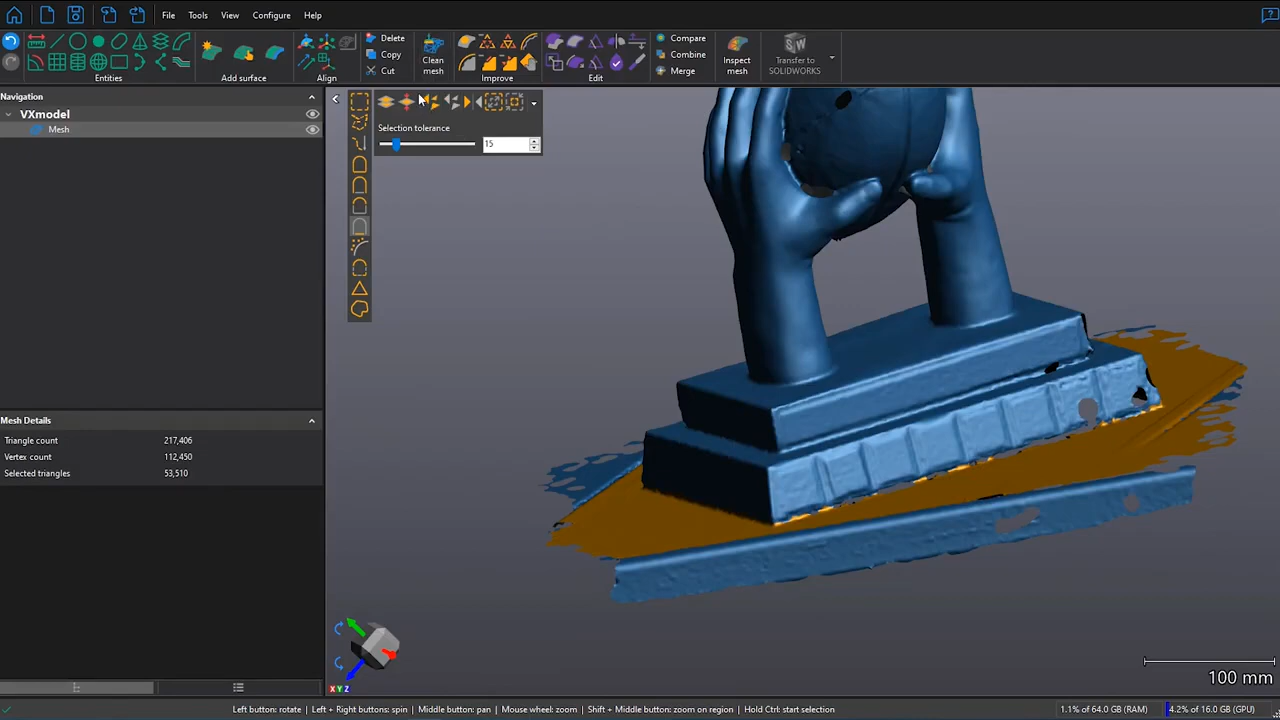 File Tools View Configure Help
Delete
Copy
Cut
Clean
mesh
Compare
Combine
Merge
Inspect
mesh
Transfer to
SOLIDWORKS
Entities
Add surface
Align
Improve
Edit
Navigation
VXmodel
Mesh
Selection tolerance
15
Mesh Details
Triangle count 217,406
Vertex count 112,450
Selected triangles 53,510
X Y Z
100 mm
Left button: rotate | Left + Right buttons: spin | Middle button: pan | Mouse wheel: zoom | Shift + Middle button: zoom on region | Hold Ctrl: start selection
1.1% of 64.0 GB (RAM) 4.2% of 16.0 GB (GPU)